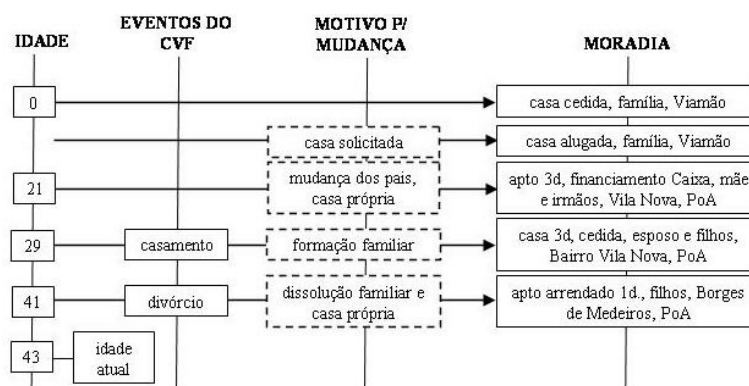 IDADE
EVENTOS DO
CVF
MOTIVO P/
MUDANÇA
MORADIA
0
casa cedida, família, Viamão
casa solicitada
casa alugada, família, Viamão
21
mudança dos pais,
casa própria
apto 3d, financiamento Caixa, mãe
e irmãos, Vila Nova, PoA
29
casamento
formação familiar
casa 3d, cedida, esposo e filhos,
Bairro Vila Nova, PoA
41
divórcio
dissolução familiar e
casa própria
apto arrendado 1d., filhos, Borges
de Medeiros, PoA
43
idade
atual